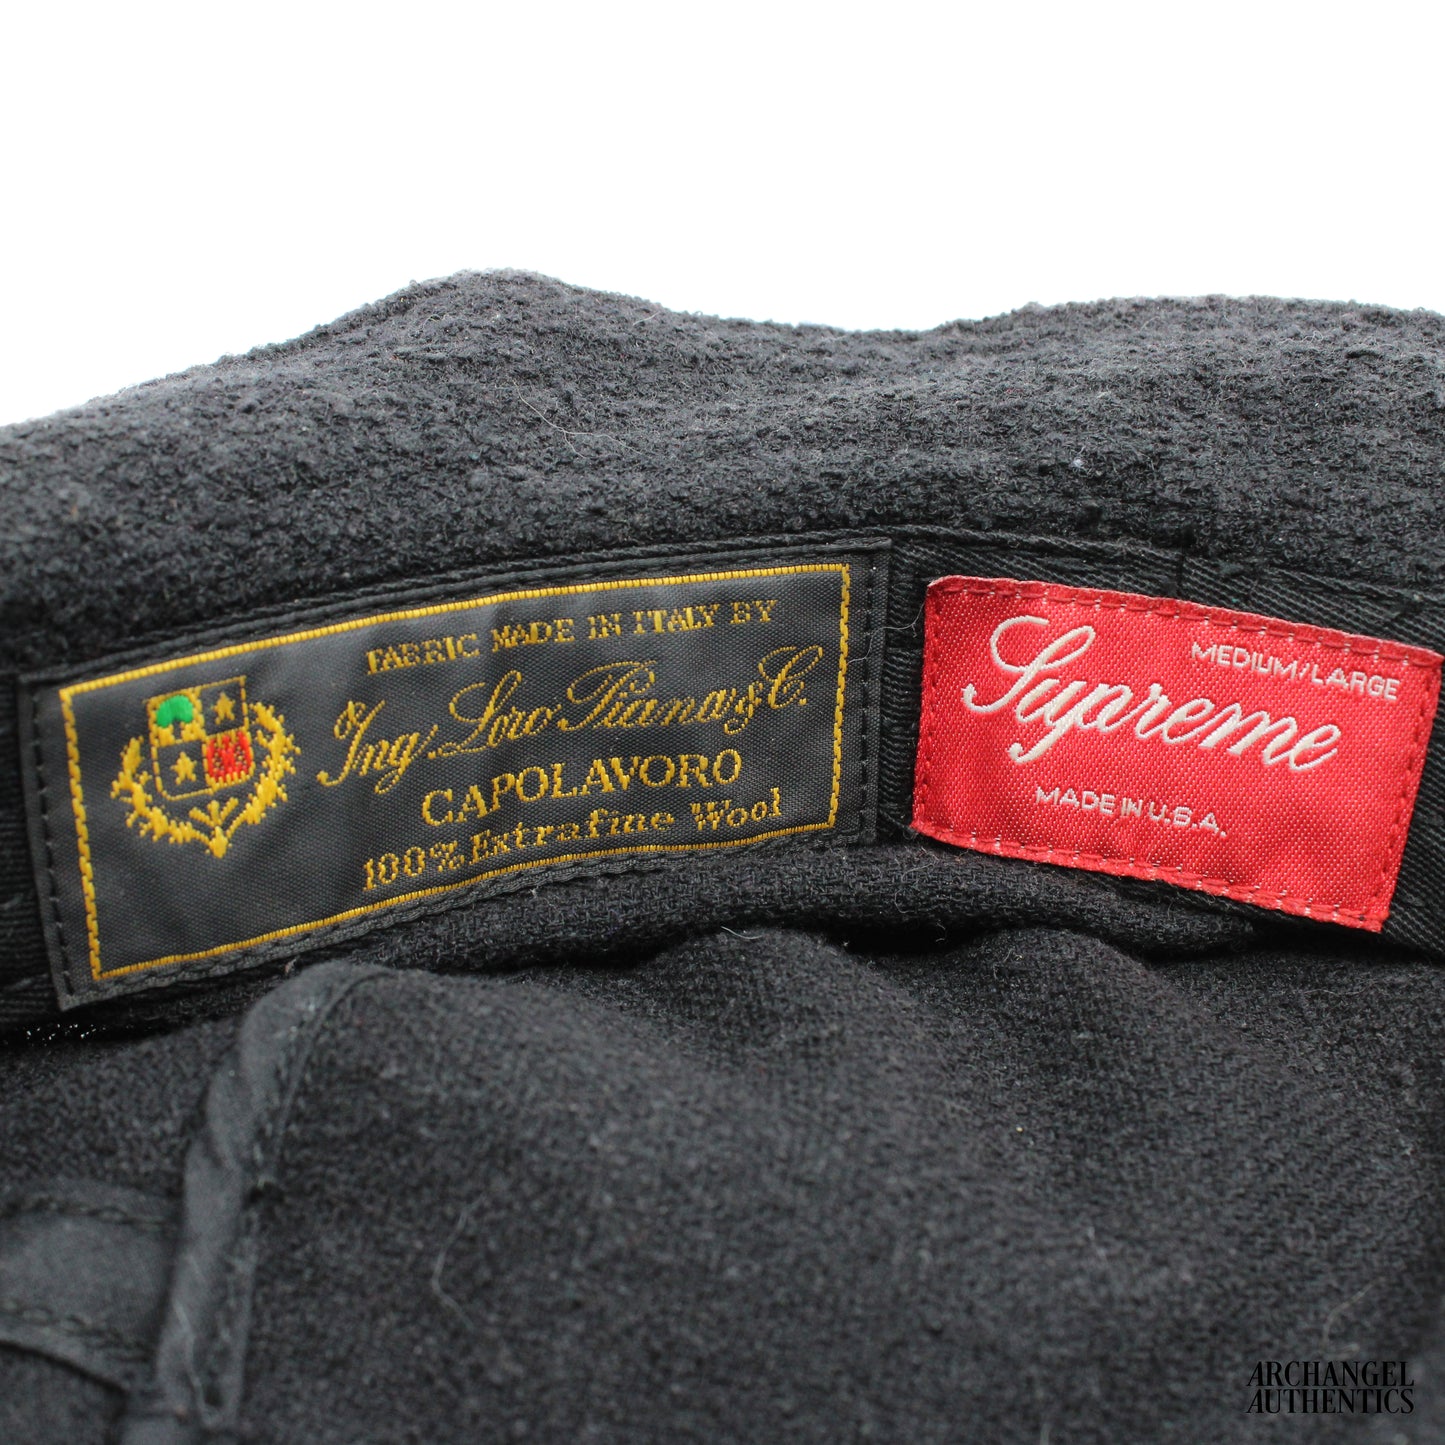 FABRIC MADE IN ITALY BY
Ing. Loro Piana & C.
CAPOLAVORO
100% Extrafine Wool
MEDIUM/LARGE
Supreme
MADE IN U.S.A.
ARCHANGEL
AUTHENTICS